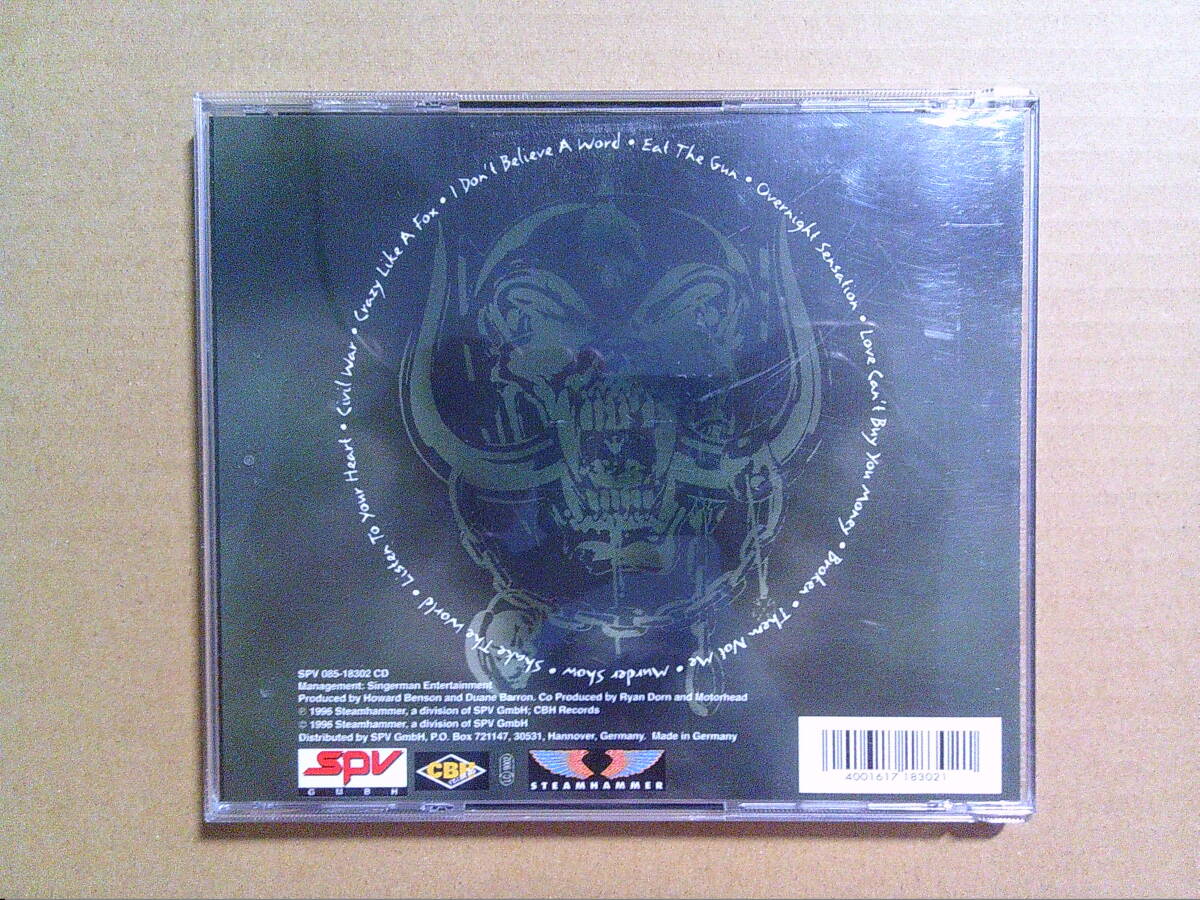 Civil War • Crazy Like A Fox • I Don't Believe A Word • Eat The Gun • Overnight Sensation • Love Can't Buy You Money • Broken • Them Not Me • Murder Show • Shake The World • Listen To Your Heart •
SPV 085-18302 CD
Management: Singerman Entertainment
Produced by Howard Benson and Duane Barron. Co Produced by Ryan Dorn and Motorhead
℗ 1996 Steamhammer, a division of SPV GmbH; CBH Records
© 1996 Steamhammer, a division of SPV GmbH
Distributed by SPV GmbH, P.O. Box 721147, 30531, Hannover, Germany. Made in Germany
SPV
GMBH
CBH
STEAMHAMMER
4001617 183021